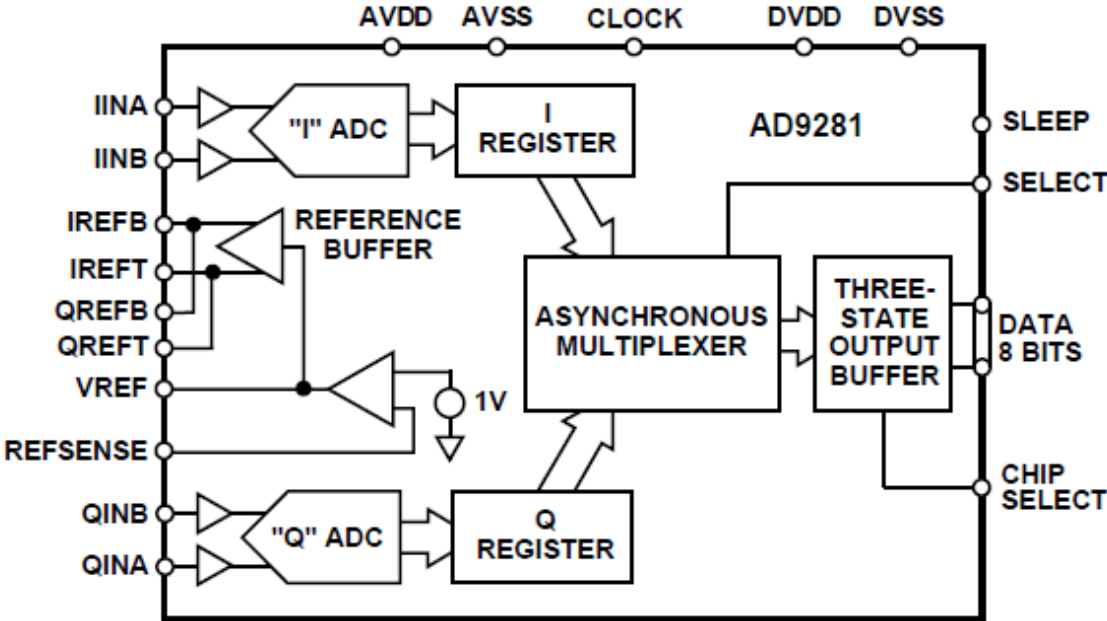 AVDD
AVSS
CLOCK
DVDD
DVSS
IINA
IINB
"I" ADC
I
REGISTER
AD9281
SLEEP
SELECT
IREFB
IREFT
QREFB
QREFT
VREF
REFSENSE
REFERENCE
BUFFER
1V
ASYNCHRONOUS
MULTIPLEXER
THREE-
STATE
OUTPUT
BUFFER
DATA
8 BITS
CHIP
SELECT
QINB
QINA
"Q" ADC
Q
REGISTER